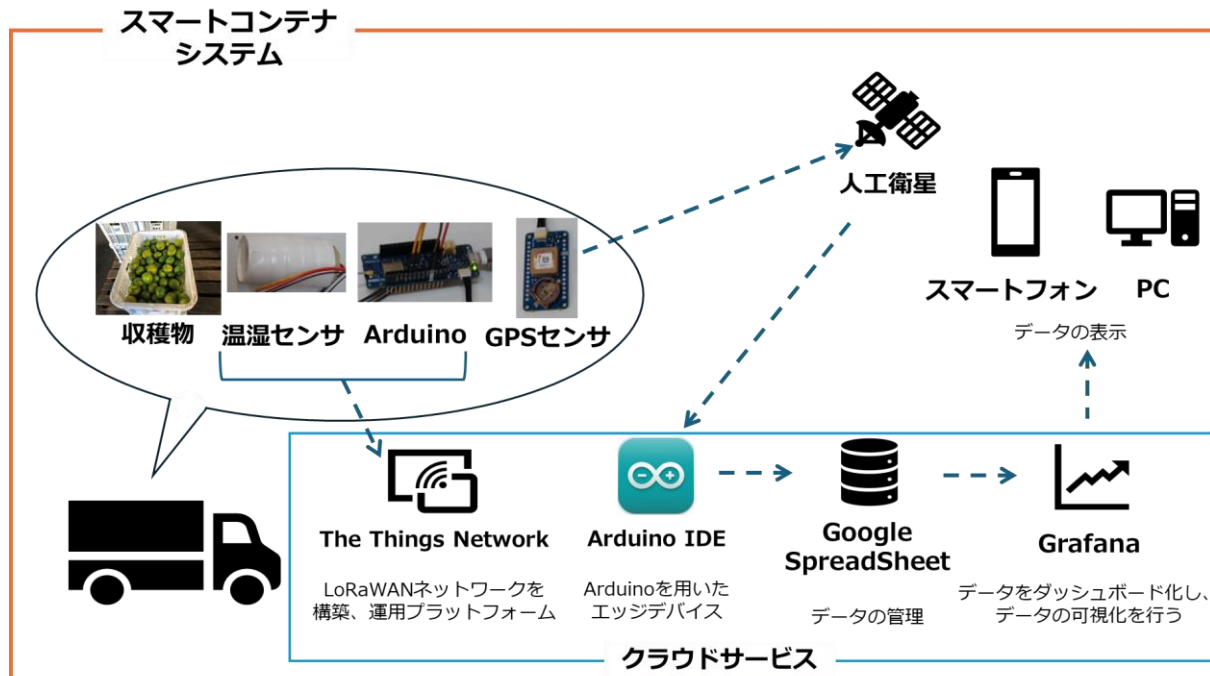 スマートコンテナ
システム
人工衛星
スマートフォン
PC
データの表示
収穫物
温湿センサ
Arduino
GPSセンサ
The Things Network
LoRaWANネットワークを
構築、運用プラットフォーム
Arduino IDE
Arduinoを用いた
エッジデバイス
Google
SpreadSheet
データの管理
Grafana
データをダッシュボード化し、
データの可視化を行う
クラウドサービス